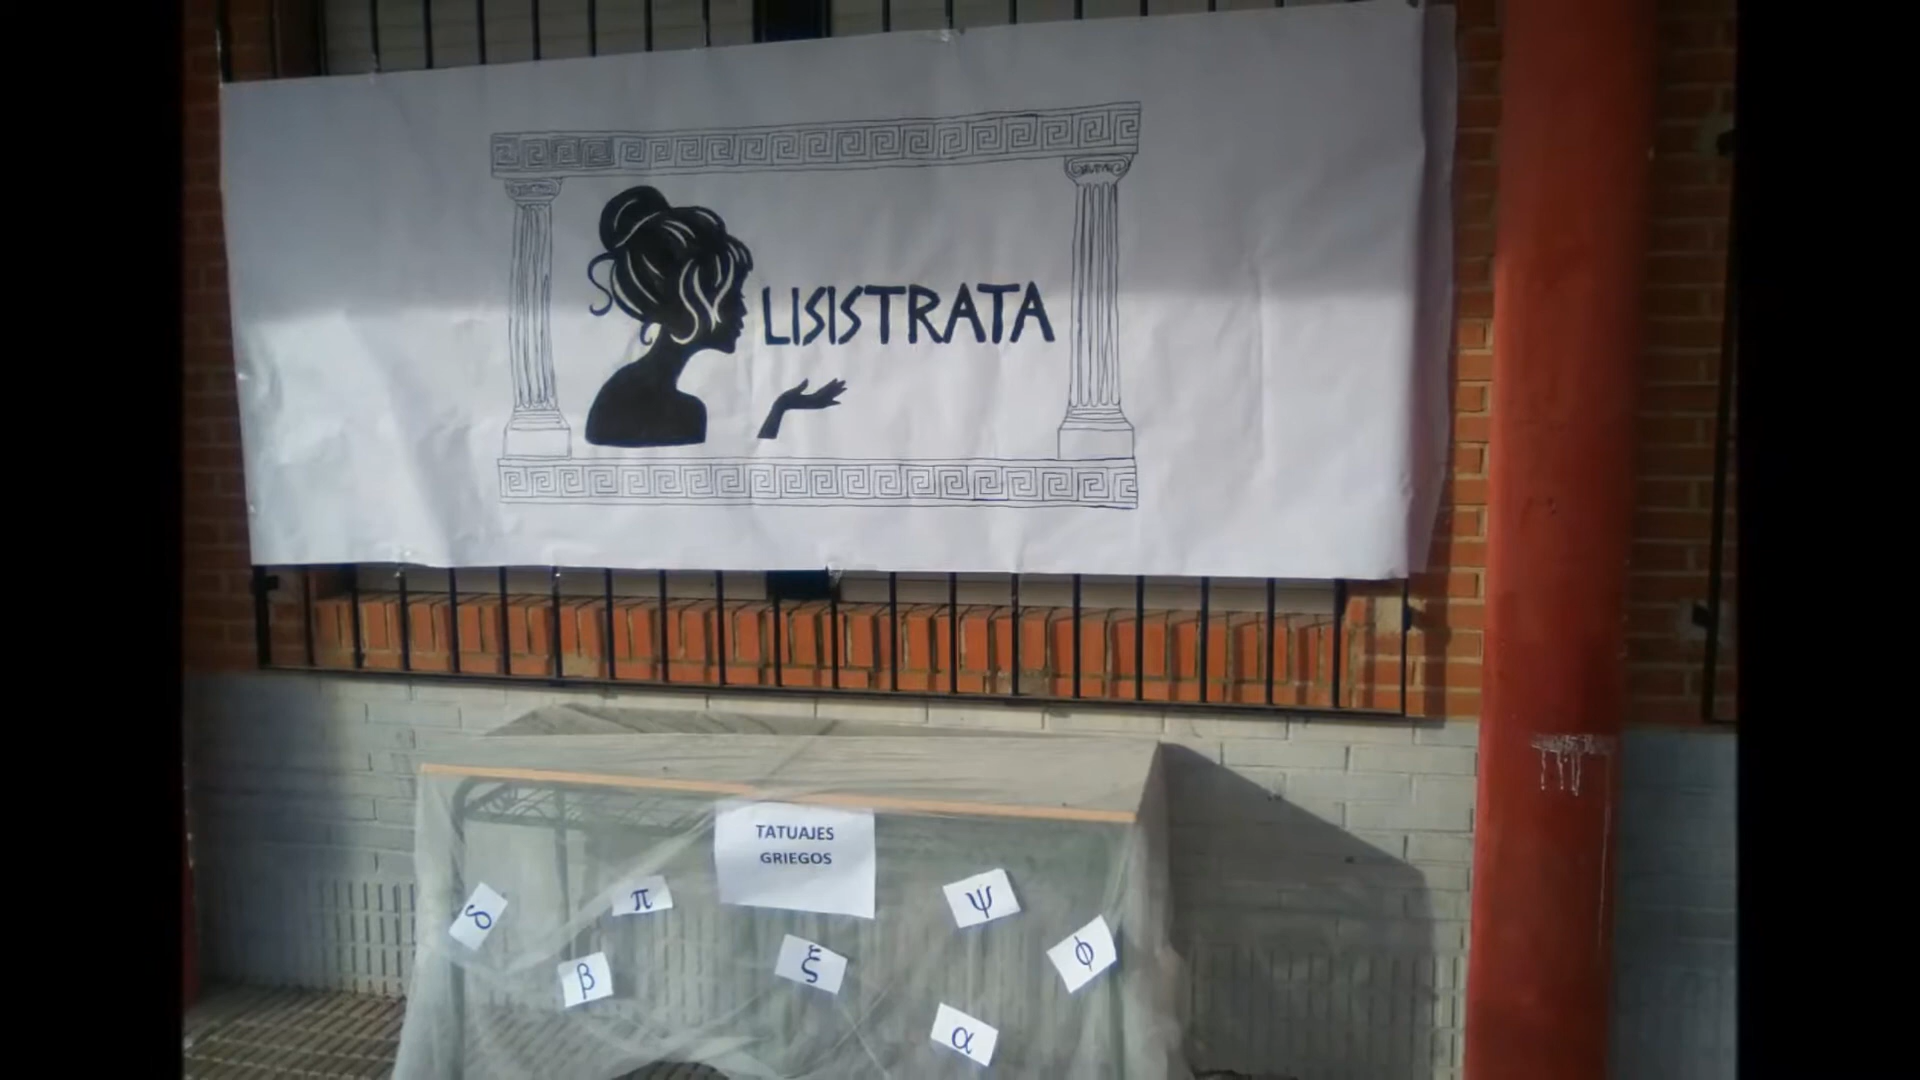 LISISTRATA
TATUAJES
GRIEGOS
δ
π
ψ
β
ξ
ϕ
α